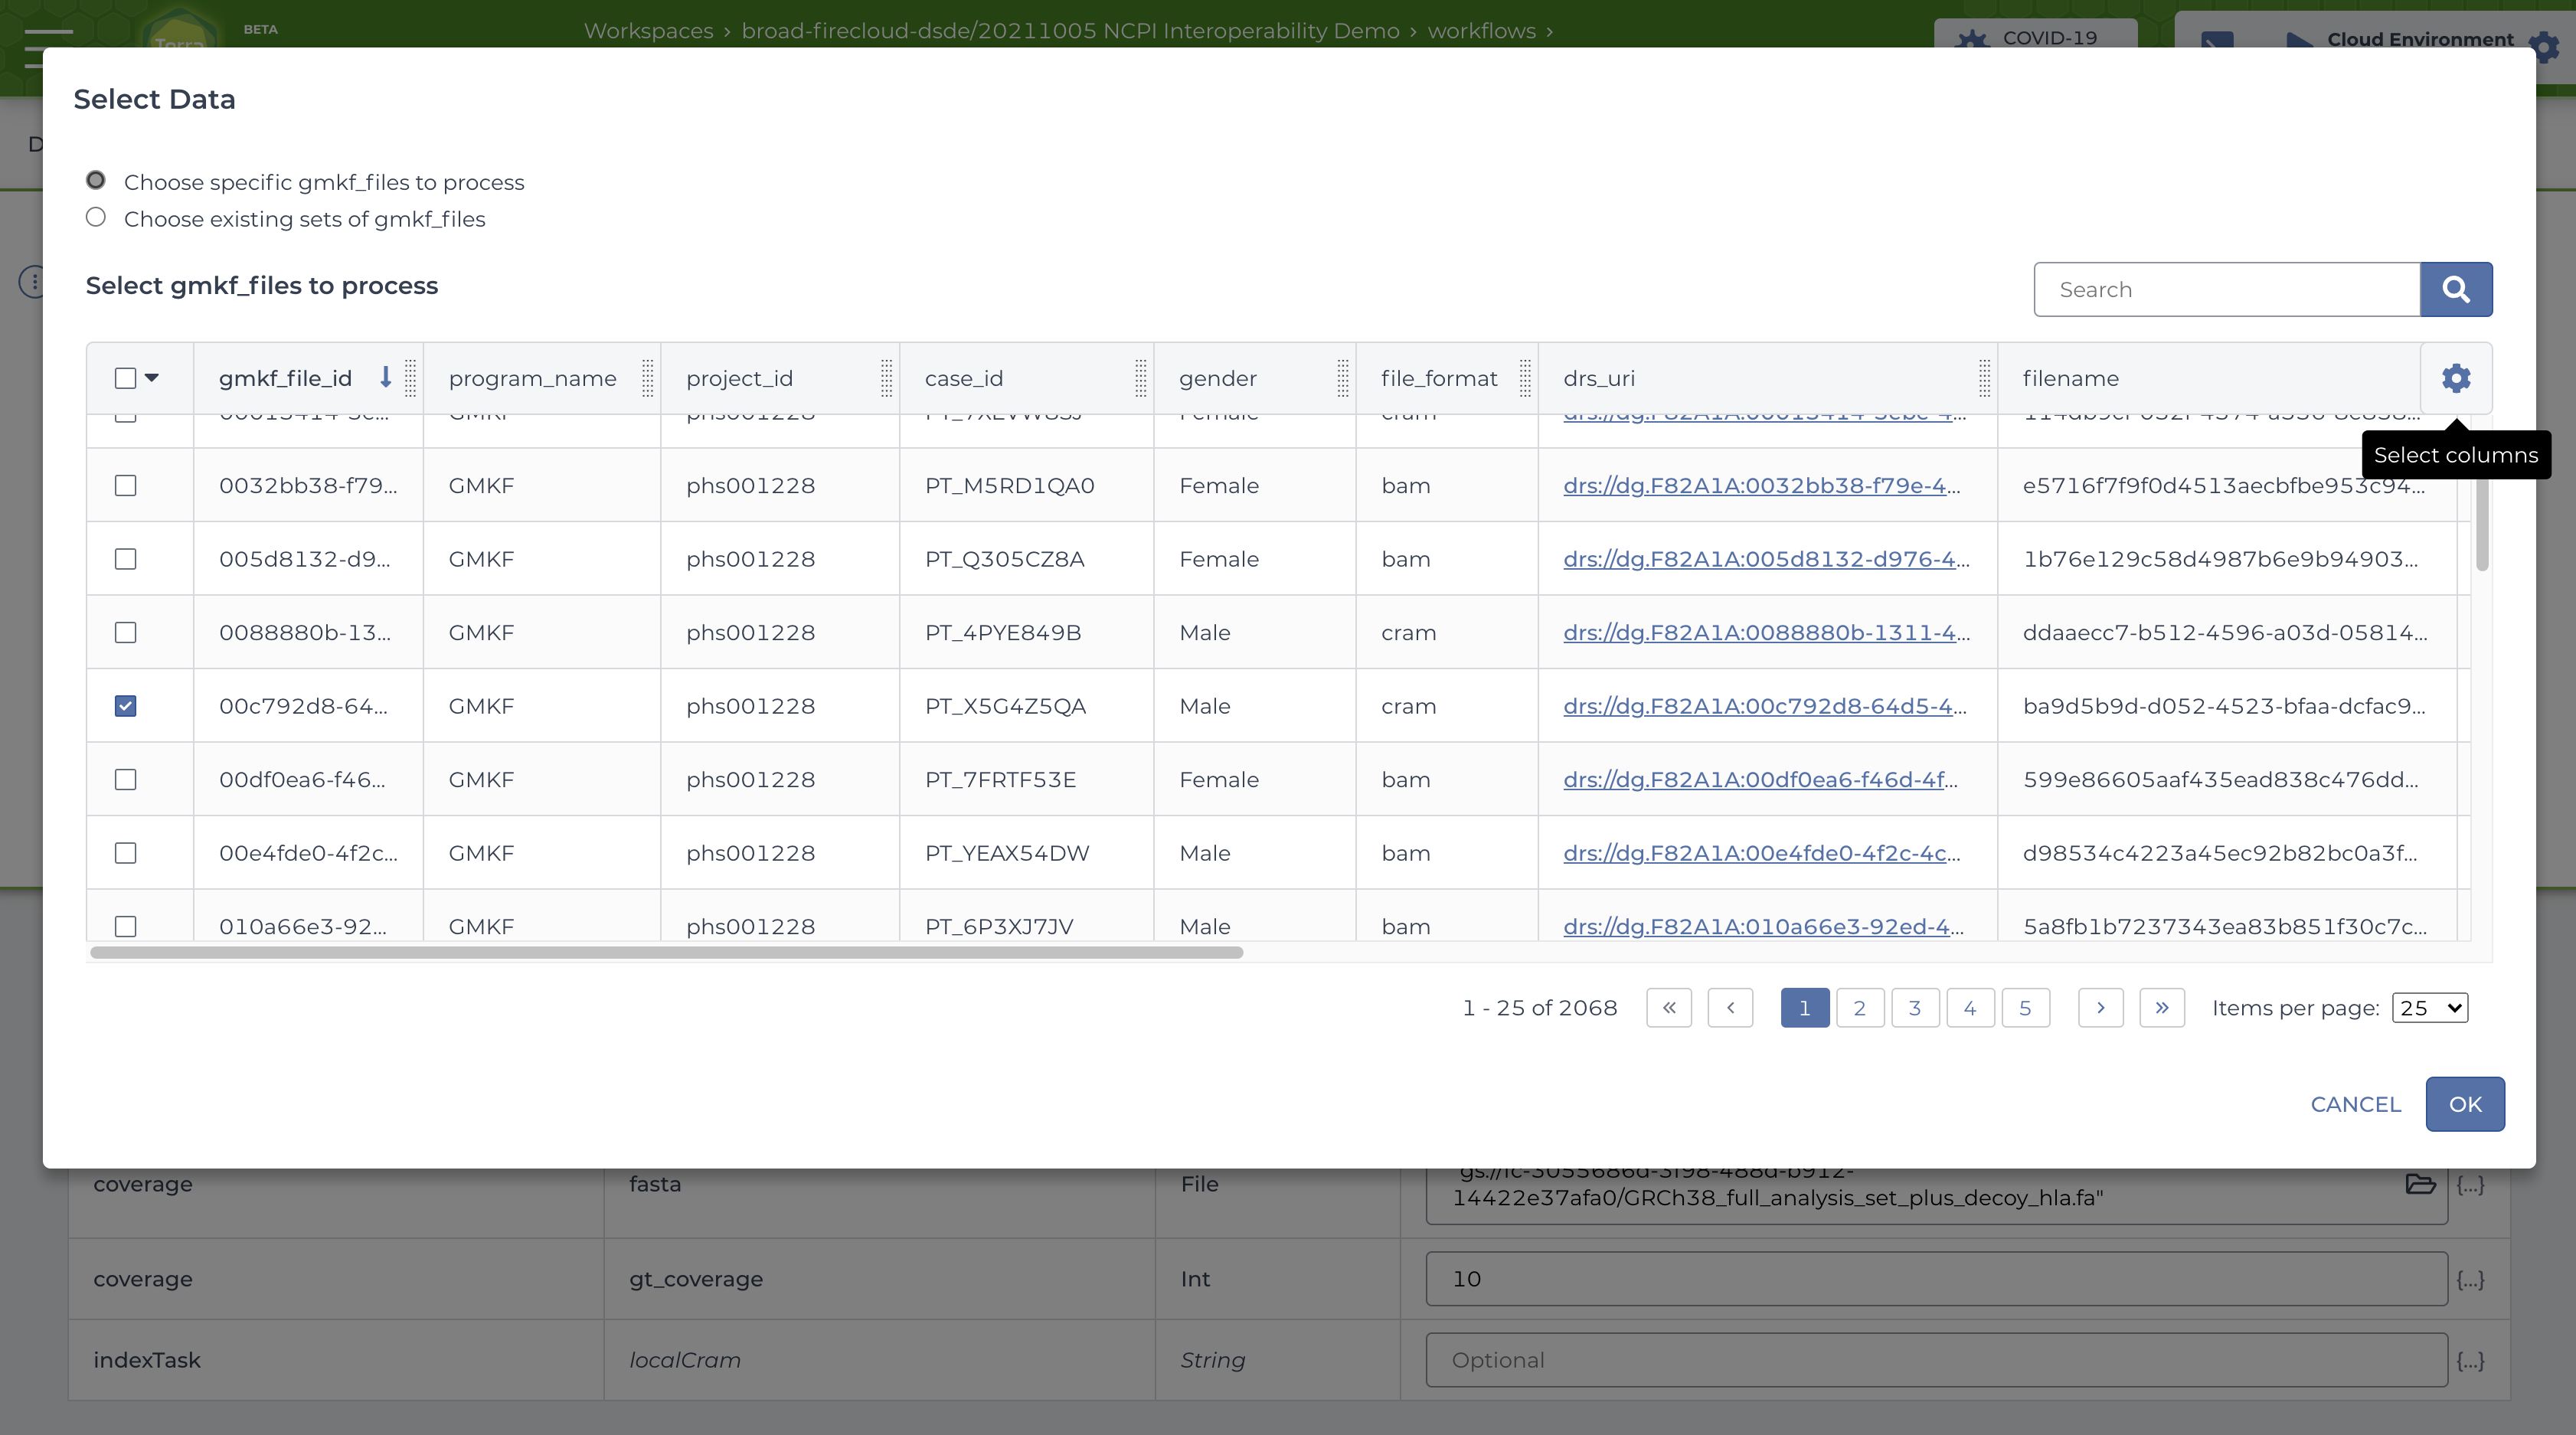 Terra
BETA
Workspaces › broad-firecloud-dsde/20211005 NCPI Interoperability Demo › workflows ›
COVID-19
Cloud Environment
Select Data
D
Choose specific gmkf_files to process
Choose existing sets of gmkf_files
Select gmkf_files to process
Search
gmkf_file_id program_name project_id case_id gender file_format drs_uri filename
GMKF phs001228 Female cram
Select columns
0032bb38-f79... GMKF phs001228 PT_M5RD1QA0 Female bam drs://dg.F82A1A:0032bb38-f79e-4... e5716f7f9f0d4513aecbfbe953c94...
005d8132-d9... GMKF phs001228 PT_Q305CZ8A Female bam drs://dg.F82A1A:005d8132-d976-4... 1b76e129c58d4987b6e9b94903...
0088880b-13... GMKF phs001228 PT_4PYE849B Male cram drs://dg.F82A1A:0088880b-1311-4... ddaaecc7-b512-4596-a03d-05814...
00c792d8-64... GMKF phs001228 PT_X5G4Z5QA Male cram drs://dg.F82A1A:00c792d8-64d5-4... ba9d5b9d-d052-4523-bfaa-dcfac9...
00df0ea6-f46... GMKF phs001228 PT_7FRTF53E Female bam drs://dg.F82A1A:00df0ea6-f46d-4f... 599e86605aaf435ead838c476dd...
00e4fde0-4f2c... GMKF phs001228 PT_YEAX54DW Male bam drs://dg.F82A1A:00e4fde0-4f2c-4c... d98534c4223a45ec92b82bc0a3f...
010a66e3-92... GMKF phs001228 PT_6P3XJ7JV Male bam drs://dg.F82A1A:010a66e3-92ed-4... 5a8fb1b7237343ea83b851f30c7c...
1 - 25 of 2068 « ‹ 1 2 3 4 5 › » Items per page: 25
CANCEL OK
coverage fasta File gs://fc-3055686d-3f98-488d-b912-
14422e37afa0/GRCh38_full_analysis_set_plus_decoy_hla.fa" {...}
coverage gt_coverage Int 10 {...}
indexTask localCram String Optional {...}